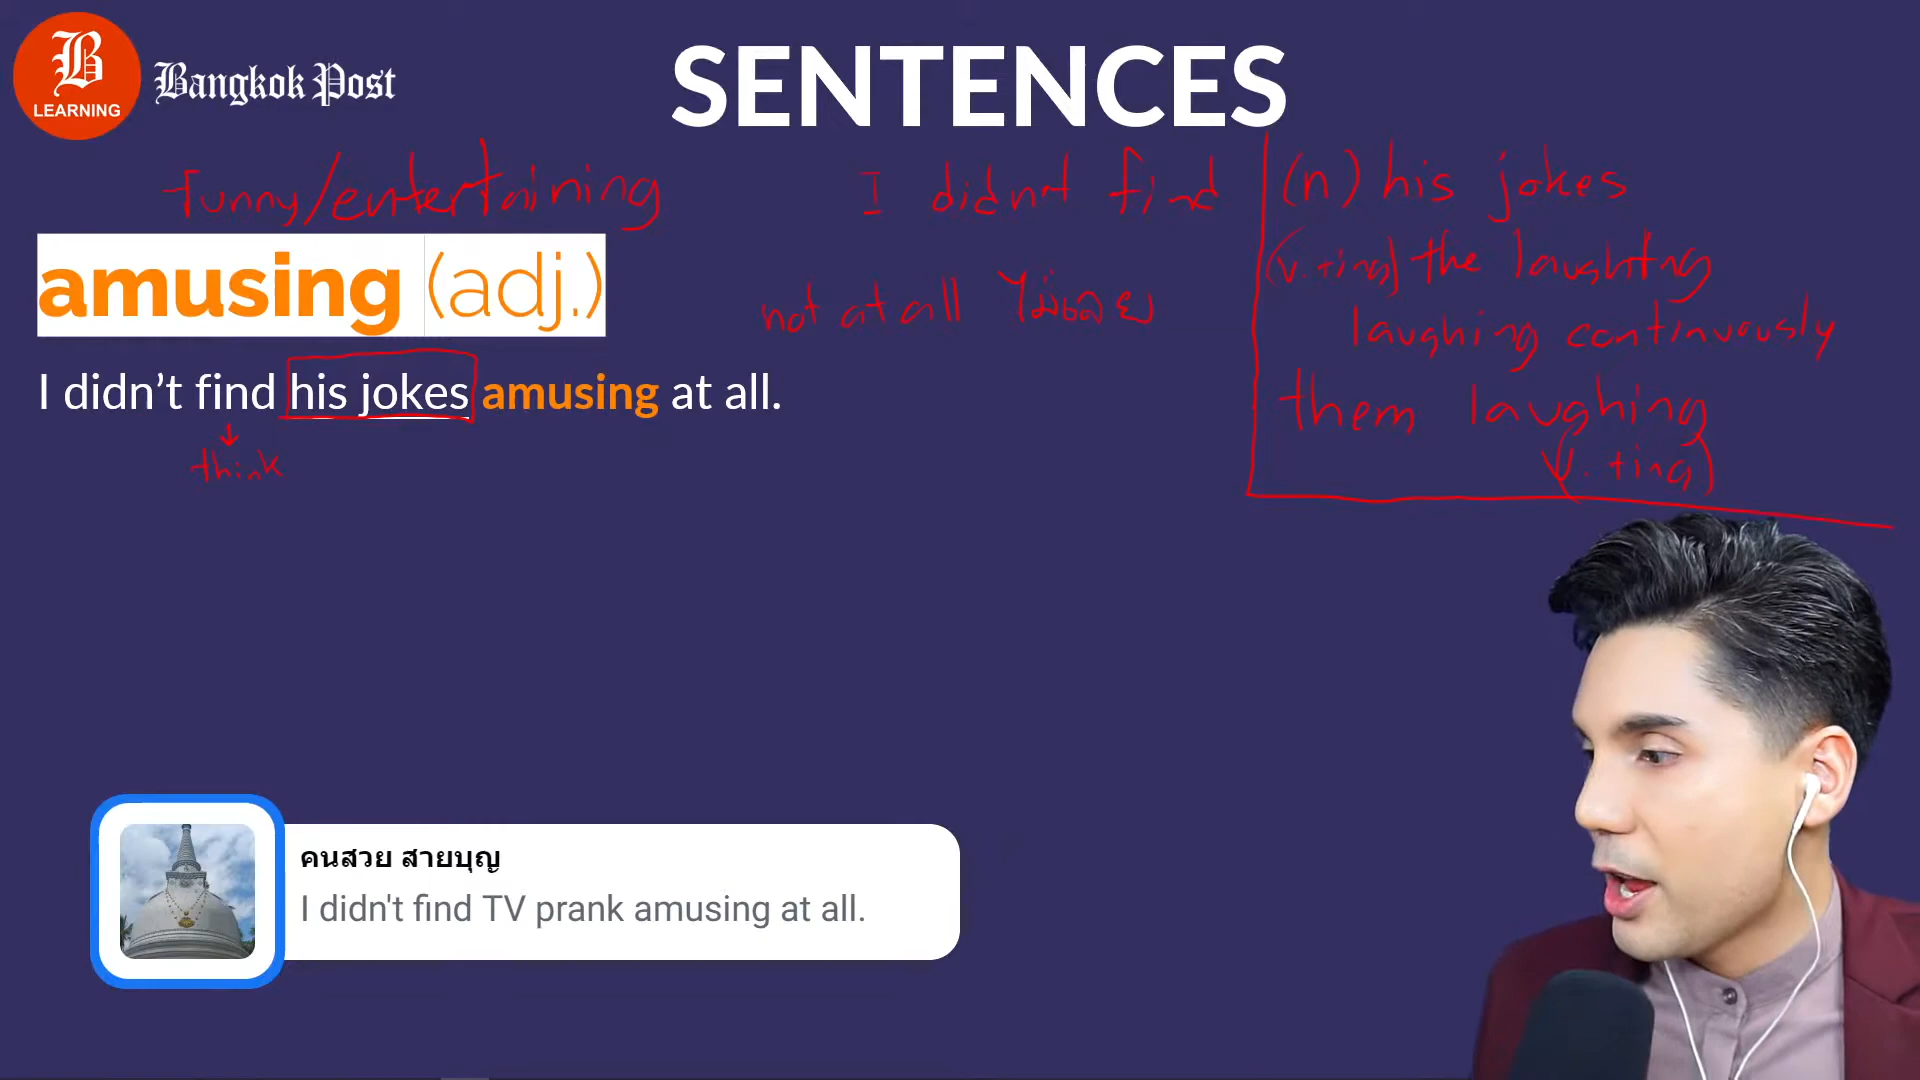 B
LEARNING
Bangkok Post
SENTENCES
funny/entertaining
amusing (adj.)
I didn't find his jokes amusing at all.
↓
think
I didn't find
not at all ไม่เลย
(n) his jokes
(v.+ing) the laughing
laughing continuously
them laughing
(v.+ing)
คนสวย สายบุญ
I didn't find TV prank amusing at all.